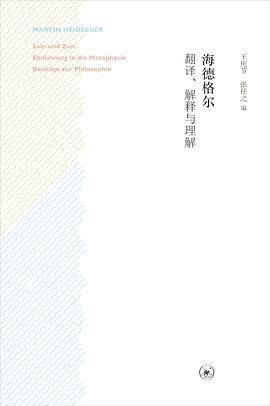 MARTIN HEIDEGGER
Sein und Zeit
Einführung in die Metaphysik
Beiträge zur Philosophie
海德格尔
翻译、解释与理解
王庆节 张任之 编